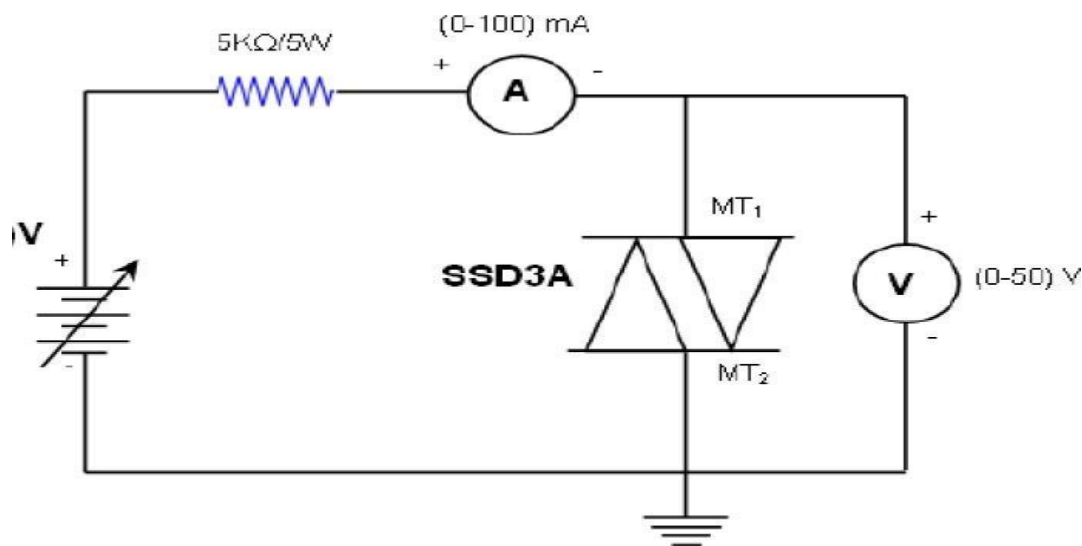 (0-100) mA
5KΩ/5W
+ -
A
MT₁
V
+
+
SSD3A
V
(0-50) V
-
-
MT₂